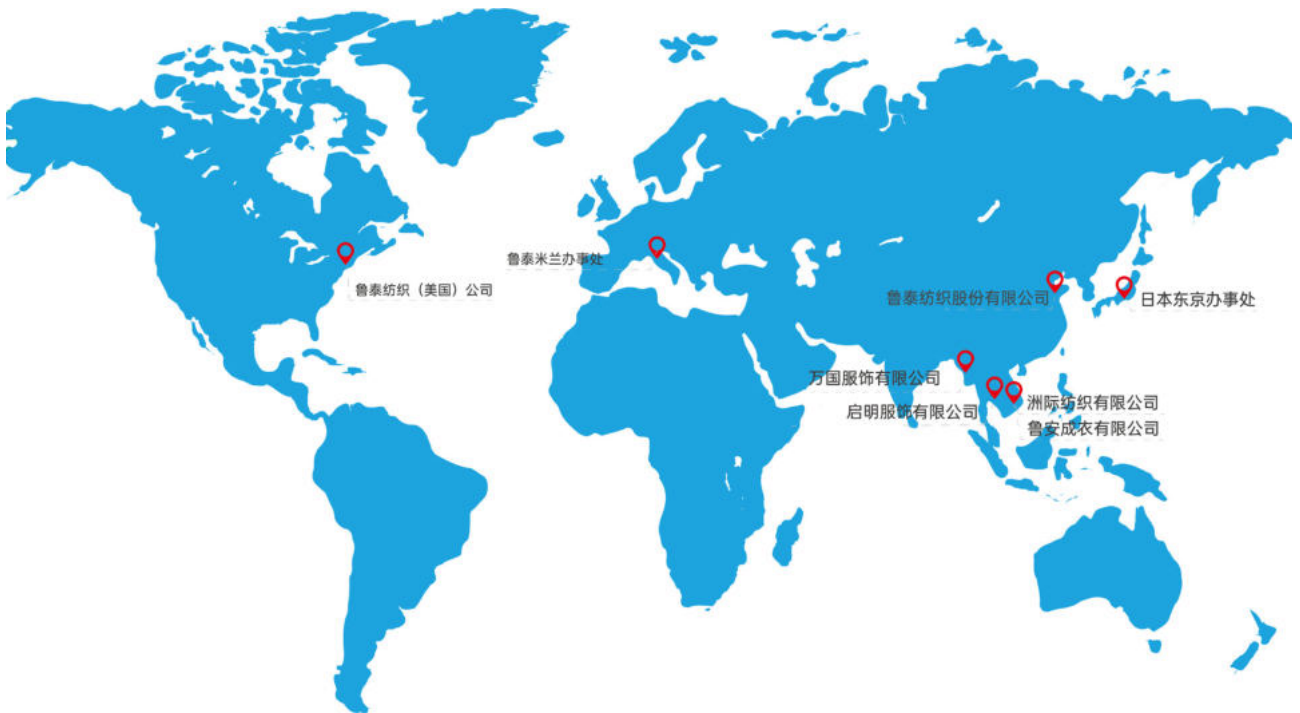 鲁泰米兰办事处
鲁泰纺织（美国）公司
鲁泰纺织股份有限公司
日本东京办事处
万国服饰有限公司
启明服饰有限公司
洲际纺织有限公司
鲁安成衣有限公司